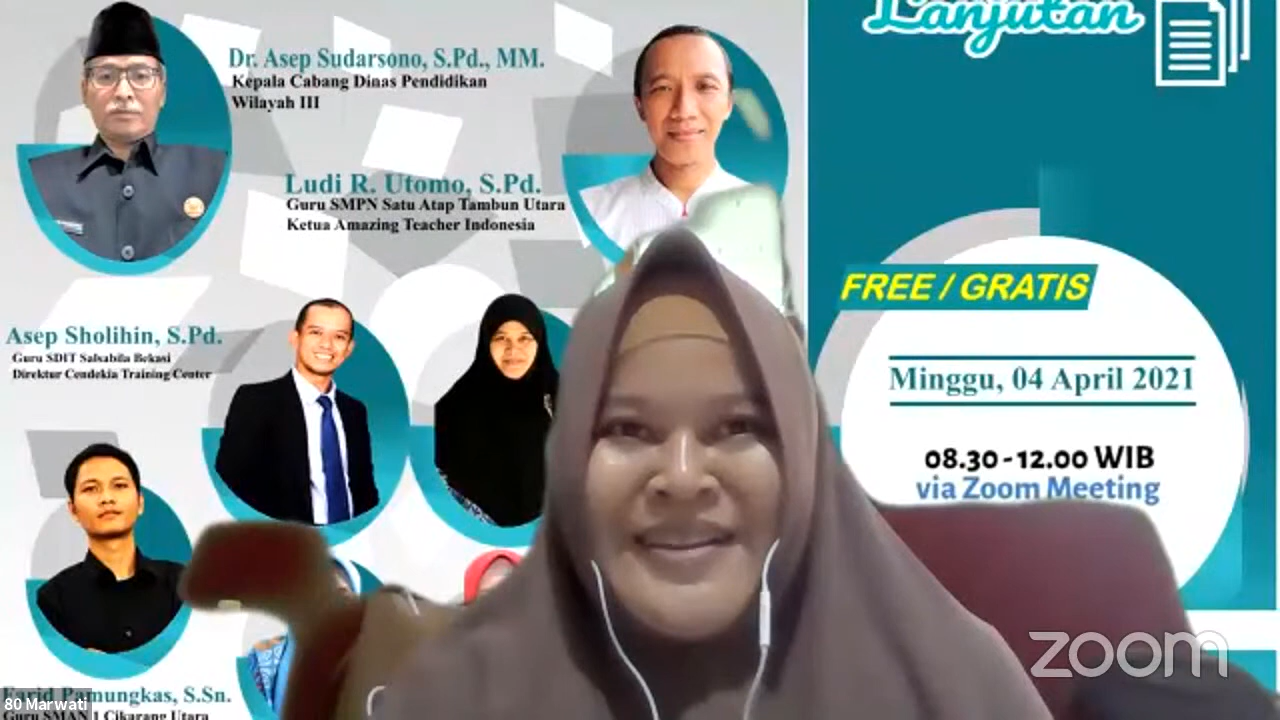 Lanjutan
Dr. Asep Sudarsono, S.Pd., MM.
Kepala Cabang Dinas Pendidikan
Wilayah III
Ludi R. Utomo, S.Pd.
Guru SMPN Satu Atap Tambun Utara
Ketua Amazing Teacher Indonesia
Asep Sholihin, S.Pd.
Guru SDIT Salsabila Bekasi
Direktur Cendekia Training Center
FREE / GRATIS
Minggu, 04 April 2021
08.30 - 12.00 WIB
via Zoom Meeting
Farid Pamungkas, S.Sn.
Guru SMAN 1 Cikarang Utara
80 Marwati
zoom